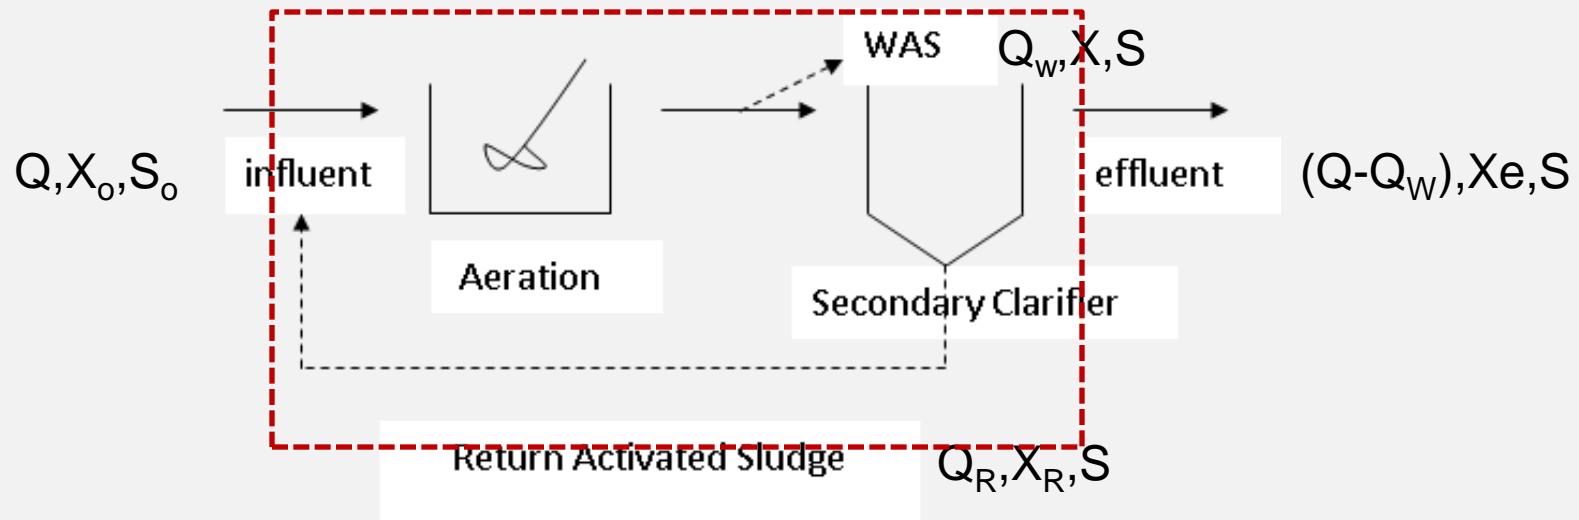 WAS
Qw,X,S
Q,Xo,So
influent
effluent
(Q-QW),Xe,S
Aeration
Secondary Clarifier
Return Activated Sludge
QR,XR,S